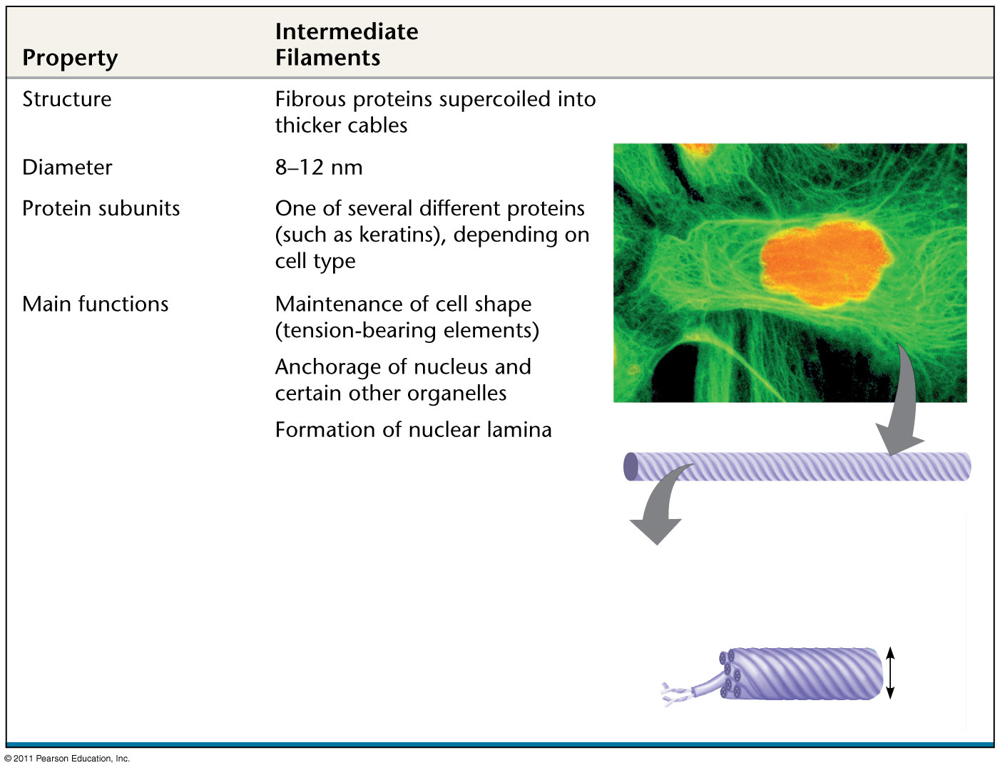 Property
Intermediate
Filaments
Structure
Fibrous proteins supercoiled into
thicker cables
Diameter
8–12 nm
Protein subunits
One of several different proteins
(such as keratins), depending on
cell type
Main functions
Maintenance of cell shape
(tension-bearing elements)
Anchorage of nucleus and
certain other organelles
Formation of nuclear lamina
© 2011 Pearson Education, Inc.